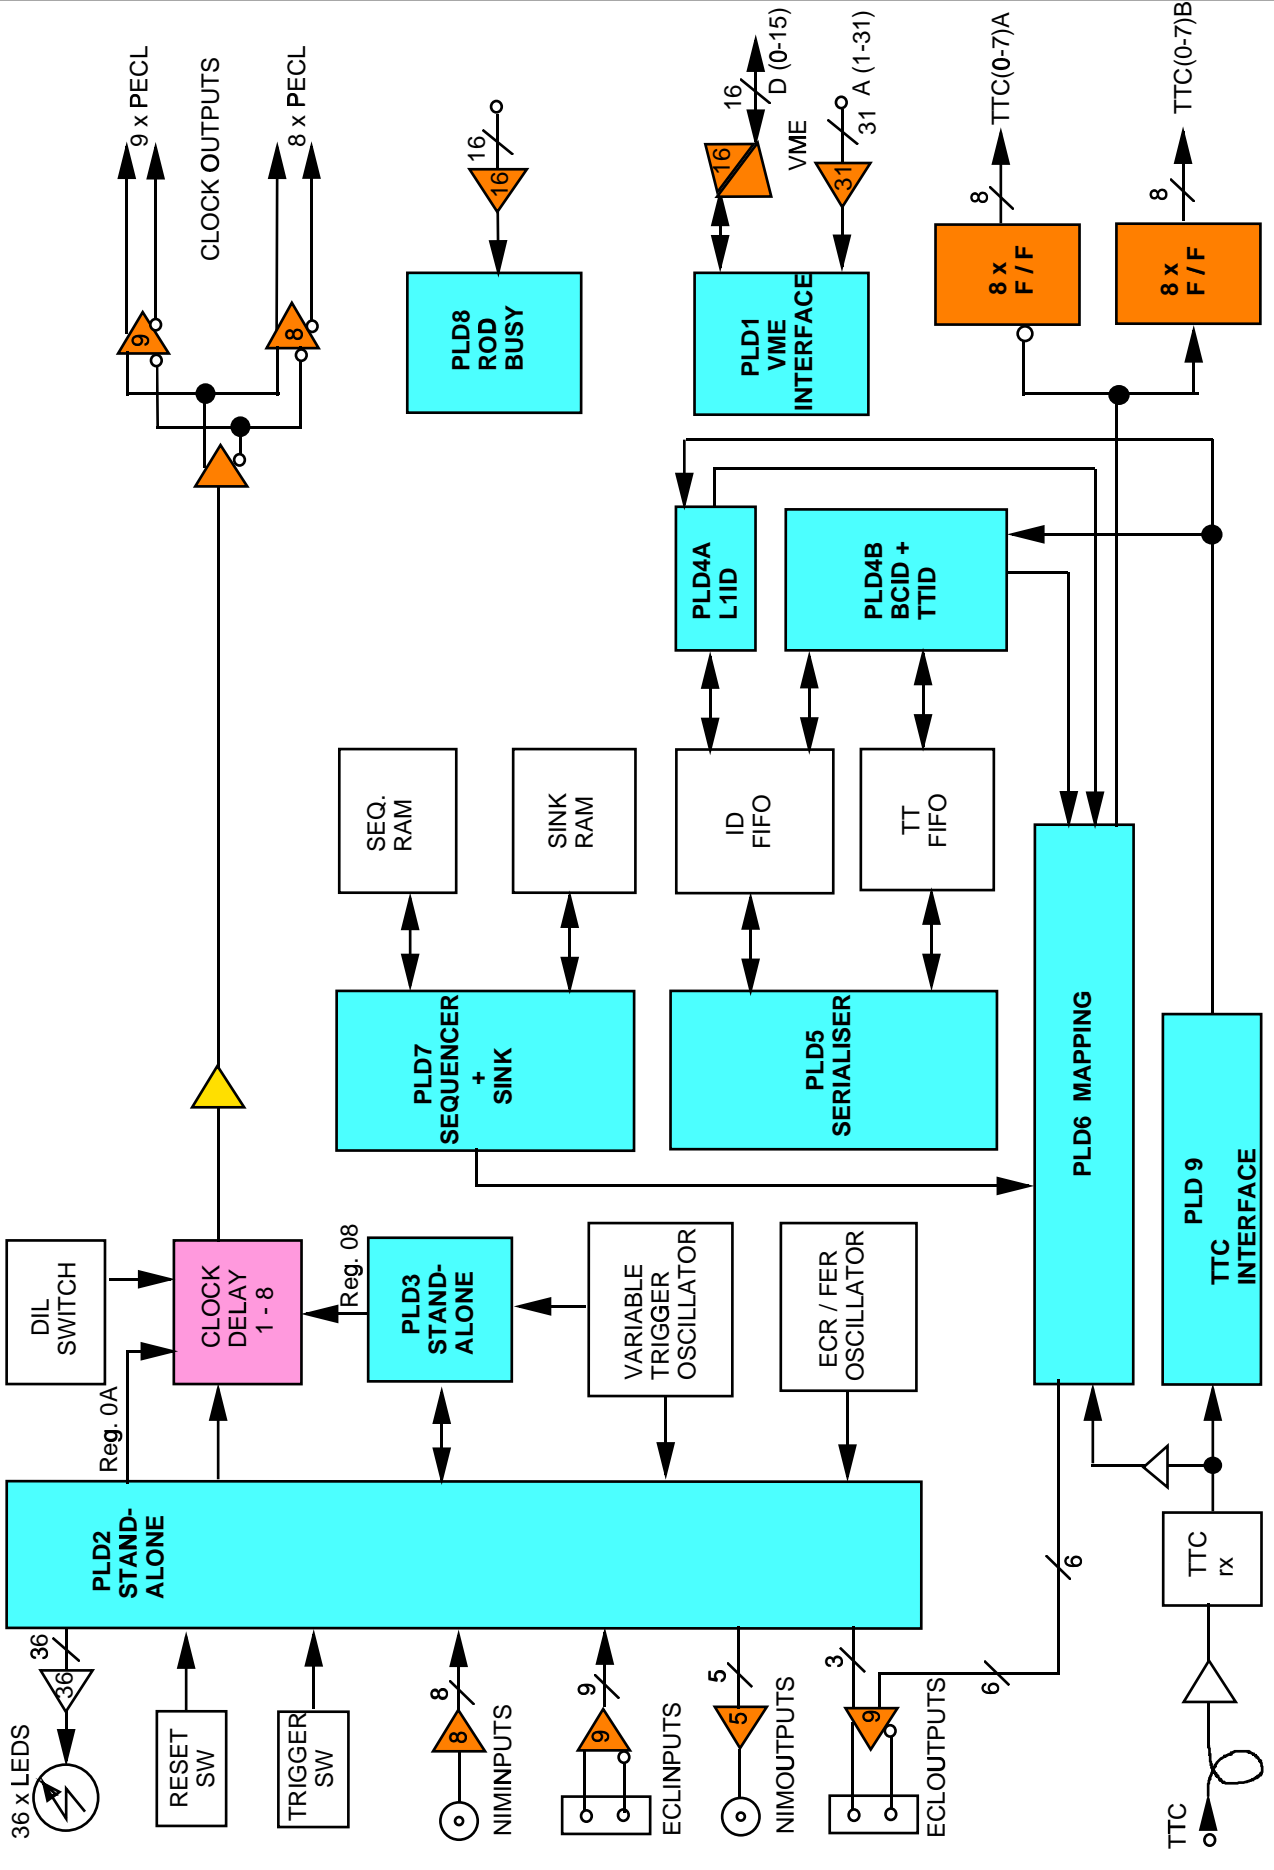 36 x LEDS
36
36
RESET
SW
TRIGGER
SW
8
8
NIMINPUTS
9
9
ECLINPUTS
5
5
NIMOUTPUTS
3
9
6
ECLOUTPUTS
6
TTC
TTC
rx
PLD2
STAND-
ALONE
Reg. 0A
DIL
SWITCH
CLOCK
DELAY
1 - 8
Reg. 08
PLD3
STAND-
ALONE
VARIABLE
TRIGGER
OSCILLATOR
ECR / FER
OSCILLATOR
PLD7
SEQUENCER
+
SINK
PLD5
SERIALISER
PLD6 MAPPING
PLD 9
TTC
INTERFACE
SEQ.
RAM
SINK
RAM
ID
FIFO
TT
FIFO
PLD4A
L1ID
PLD4B
BCID +
TTID
9
8
9 x PECL
CLOCK OUTPUTS
8 x PECL
PLD8
ROD
BUSY
16
16
PLD1
VME
INTERFACE
16
16
D (0-15)
VME
31
31
A (1-31)
8 x
F / F
8
TTC(0-7)A
8 x
F / F
8
TTC(0-7)B